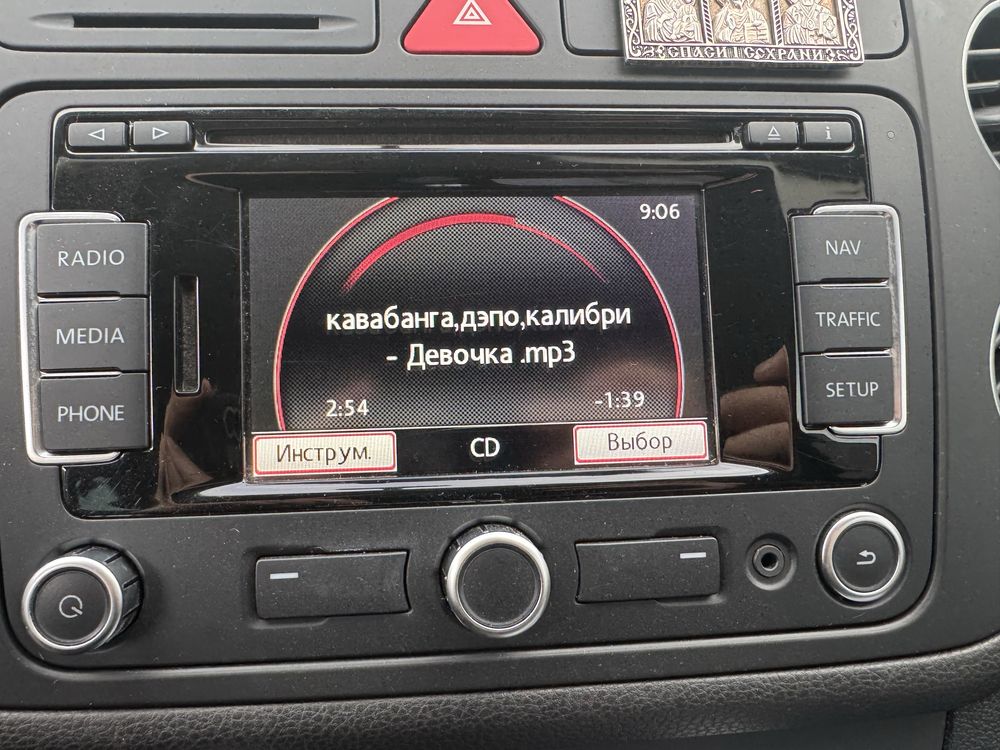 СПАСИ И СОХРАНИ
i
9:06
RADIO
NAV
кавабанга,дэпо,калибри
- Девочка .mp3
MEDIA
TRAFFIC
PHONE
SETUP
2:54
-1:39
Инструм.
CD
Выбор